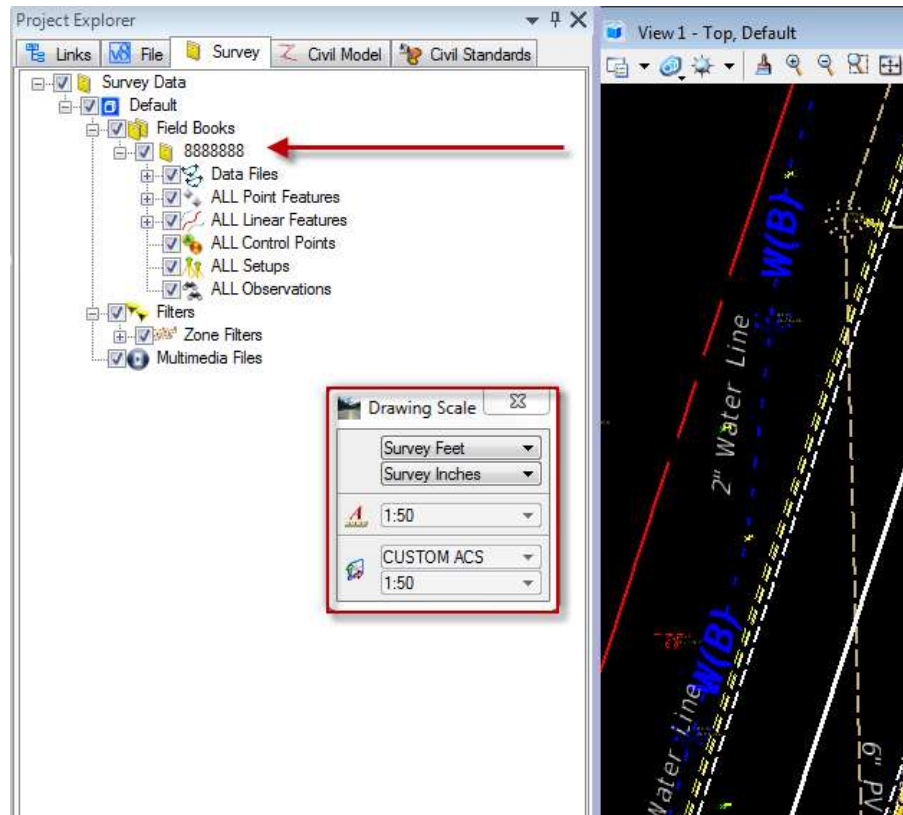 Project Explorer
Links File Survey Civil Model Civil Standards
Survey Data
Default
Field Books
8888888
Data Files
ALL Point Features
ALL Linear Features
ALL Control Points
ALL Setups
ALL Observations
Filters
Zone Filters
Multimedia Files
Drawing Scale
Survey Feet
Survey Inches
1:50
CUSTOM ACS
1:50
View 1 - Top, Default
W(B)
2" Water Line
W(B)
Water Line
6" PV